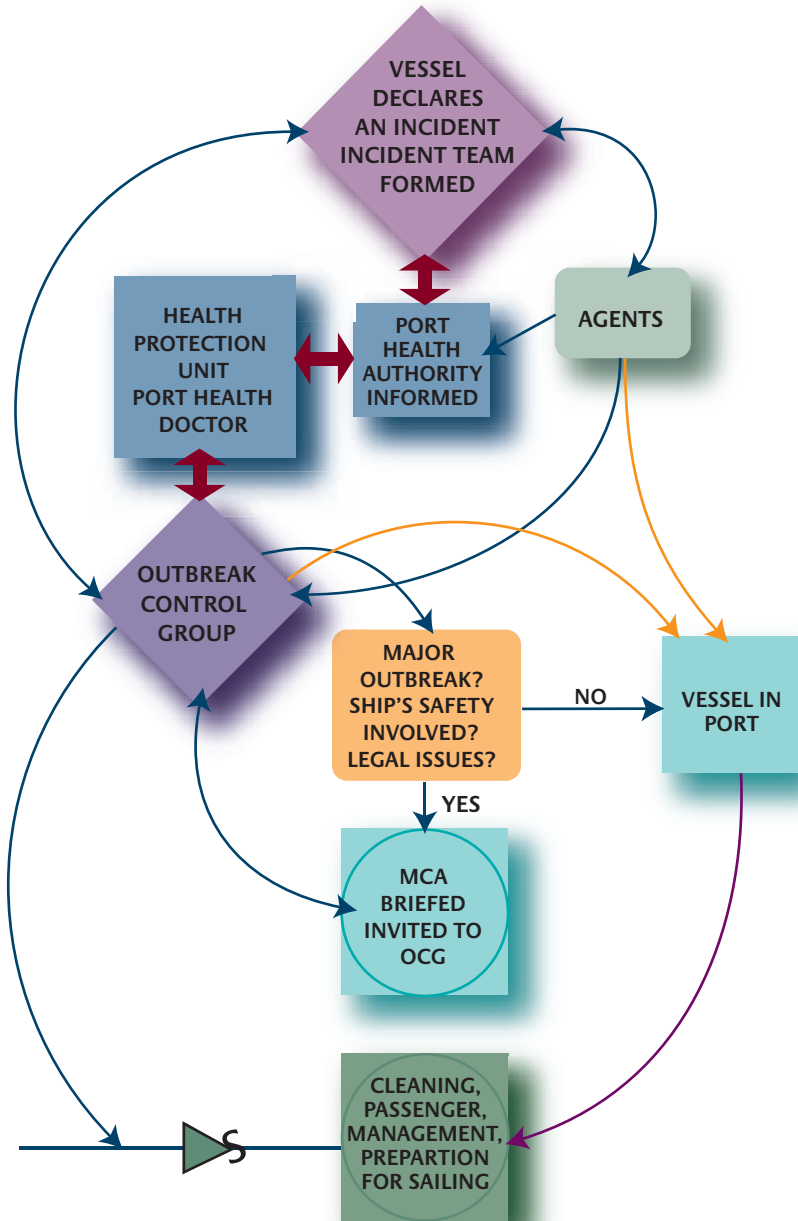 VESSEL
DECLARES
AN INCIDENT
INCIDENT TEAM
FORMED
HEALTH
PROTECTION
UNIT
PORT HEALTH
DOCTOR
PORT
HEALTH
AUTHORITY
INFORMED
AGENTS
OUTBREAK
CONTROL
GROUP
MAJOR
OUTBREAK?
SHIP'S SAFETY
INVOLVED?
LEGAL ISSUES?
NO
VESSEL IN
PORT
YES
MCA
BRIEFED
INVITED TO
OCG
CLEANING,
PASSENGER,
MANAGEMENT,
PREPARTION
FOR SAILING